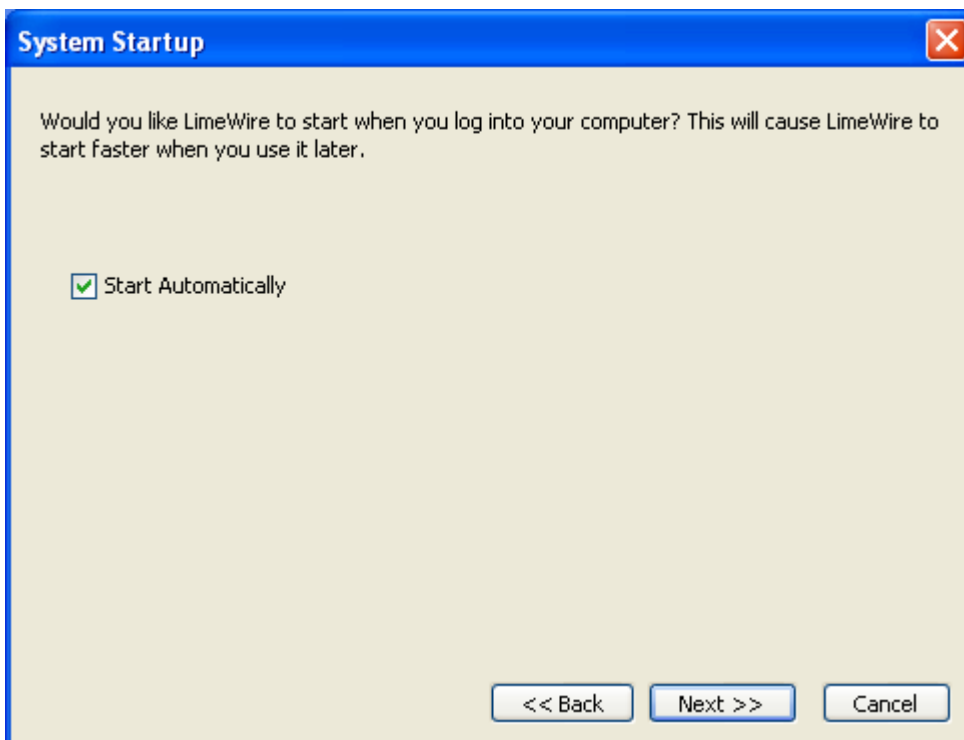 System Startup
Would you like LimeWire to start when you log into your computer? This will cause LimeWire to
start faster when you use it later.
Start Automatically
<< Back
Next >>
Cancel